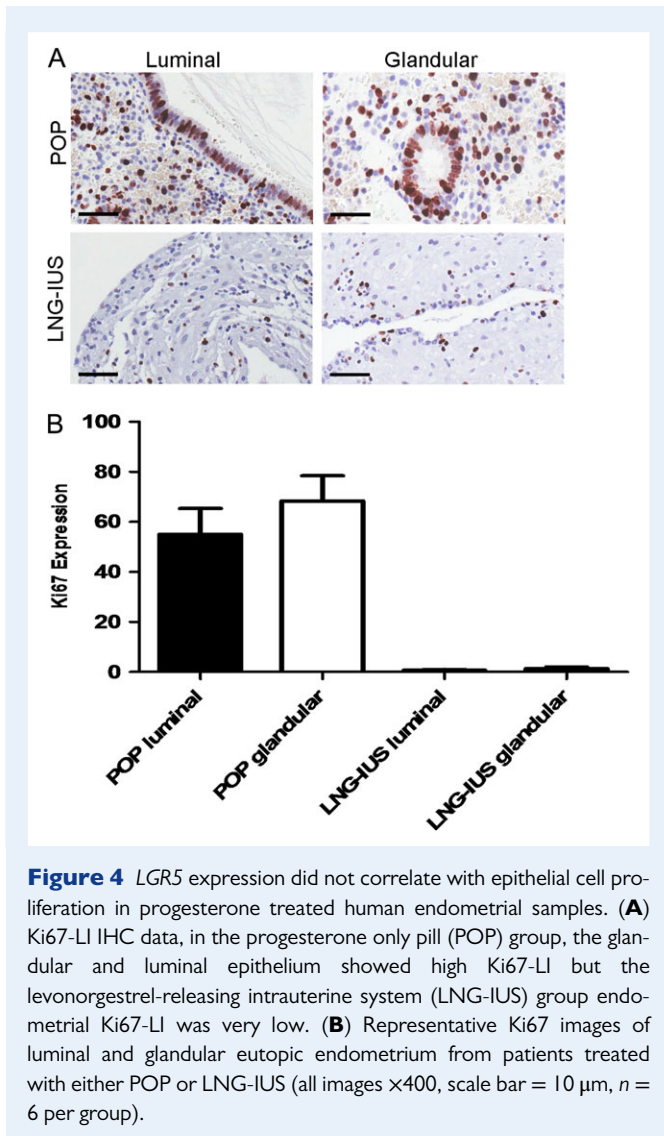 A
Luminal
Glandular
POP
LNG-IUS
B
100
80
60
40
20
0
Ki67 Expression
POP luminal
POP glandular
LNG-IUS luminal
LNG-IUS glandular
Figure 4 LGR5 expression did not correlate with epithelial cell pro-
liferation in progesterone treated human endometrial samples. (A)
Ki67-LI IHC data, in the progesterone only pill (POP) group, the glan-
dular and luminal epithelium showed high Ki67-LI but the
levonorgestrel-releasing intrauterine system (LNG-IUS) group endo-
metrial Ki67-LI was very low. (B) Representative Ki67 images of
luminal and glandular eutopic endometrium from patients treated
with either POP or LNG-IUS (all images ×400, scale bar = 10 μm, n =
6 per group).